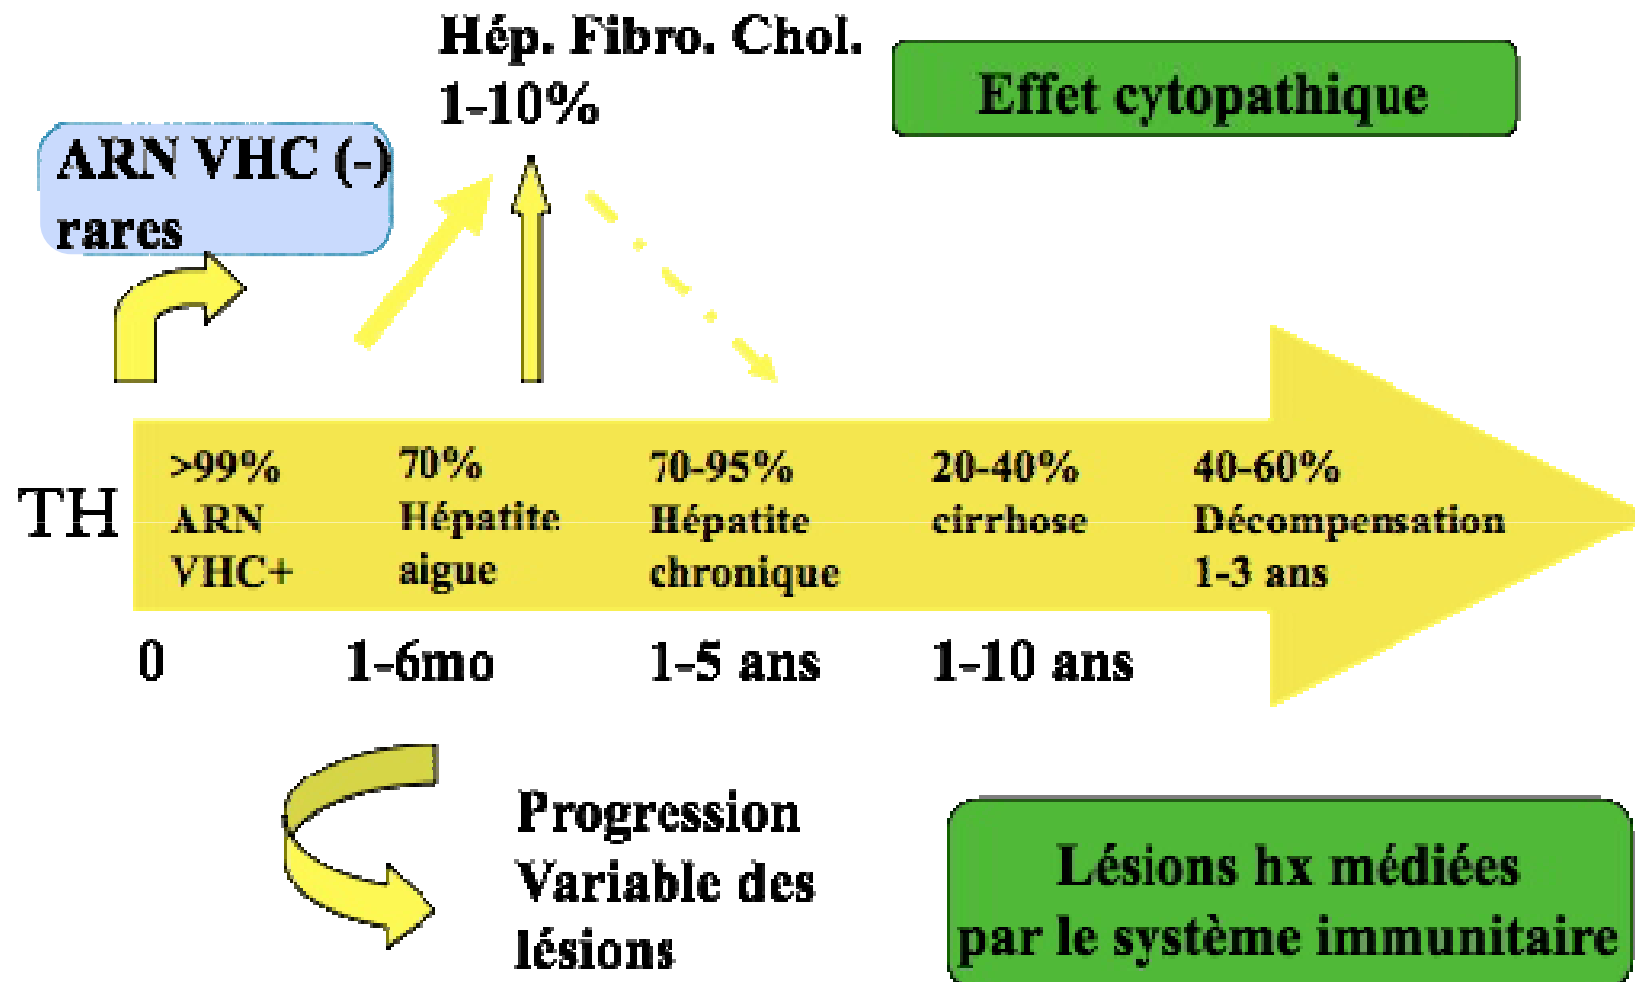 Hép. Fibro. Chol.
1-10%
Effet cytopathique
ARN VHC (-)
rares
TH
>99%
ARN
VHC+
70%
Hépatite
aigue
70-95%
Hépatite
chronique
20-40%
cirrhose
40-60%
Décompensation
1-3 ans
0
1-6mo
1-5 ans
1-10 ans
Progression
Variable des
lésions
Lésions hx médiées
par le système immunitaire